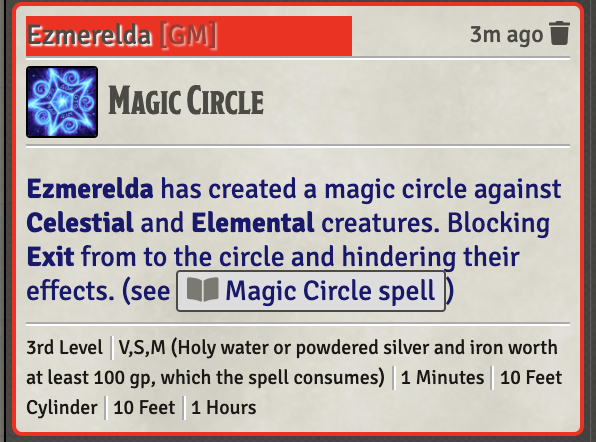 Ezmerelda [GM] 3m ago
Magic Circle
Ezmerelda has created a magic circle against
Celestial and Elemental creatures. Blocking
Exit from to the circle and hindering their
effects. (see Magic Circle spell)
3rd Level | V,S,M (Holy water or powdered silver and iron worth
at least 100 gp, which the spell consumes) | 1 Minutes | 10 Feet
Cylinder | 10 Feet | 1 Hours